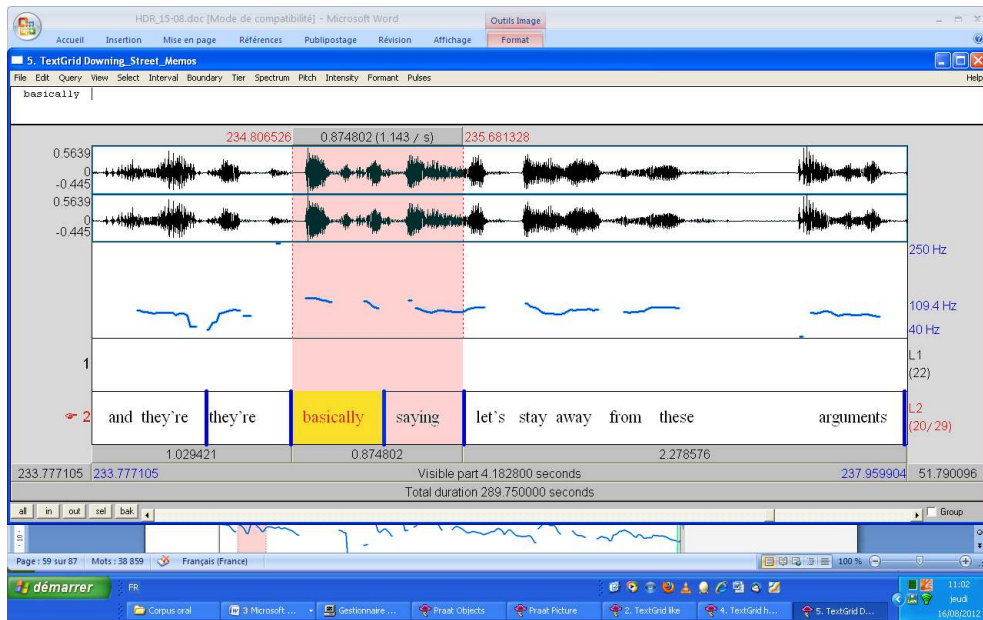 HDR_15-08.doc [Mode de compatibilité] - Microsoft Word
Outils Image
Accueil Insertion Mise en page Références Publipostage Révision Affichage Format
5. TextGrid Downing_Street_Memos
File Edit Query View Select Interval Boundary Tier Spectrum Pitch Intensity Formant Pulses Help
basically
234.806526 0.874802 (1.143 / s) 235.681328
0.5639
0
-0.445
0.5639
0
-0.445
250 Hz
109.4 Hz
40 Hz
1 L1
(22)
2 and they're they're basically saying let's stay away from these arguments L2
(20/29)
1.029421 0.874802 2.278576
233.777105 233.777105 Visible part 4.182800 seconds 237.959904 51.790096
Total duration 289.750000 seconds
all in out sel bak Group
Page : 59 sur 87 Mots : 38 859 Français (France) 100 %
démarrer FR 11:02
Corpus oral 3 Microsoft ... Gestionnaire ... Praat Objects Praat Picture 2. TextGrid like 4. TextGrid h... 5. TextGrid D... jeudi
16/08/2012